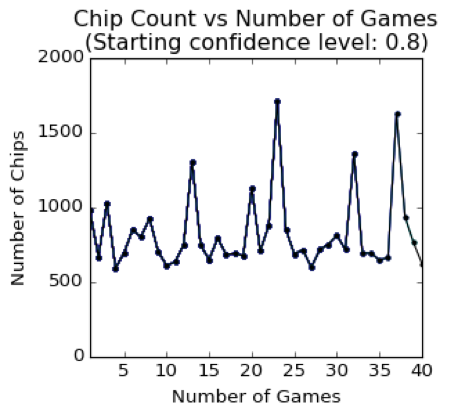 Chip Count vs Number of Games
(Starting confidence level: 0.8)
2000
1500
1000
500
0
Number of Chips
5 10 15 20 25 30 35 40
Number of Games